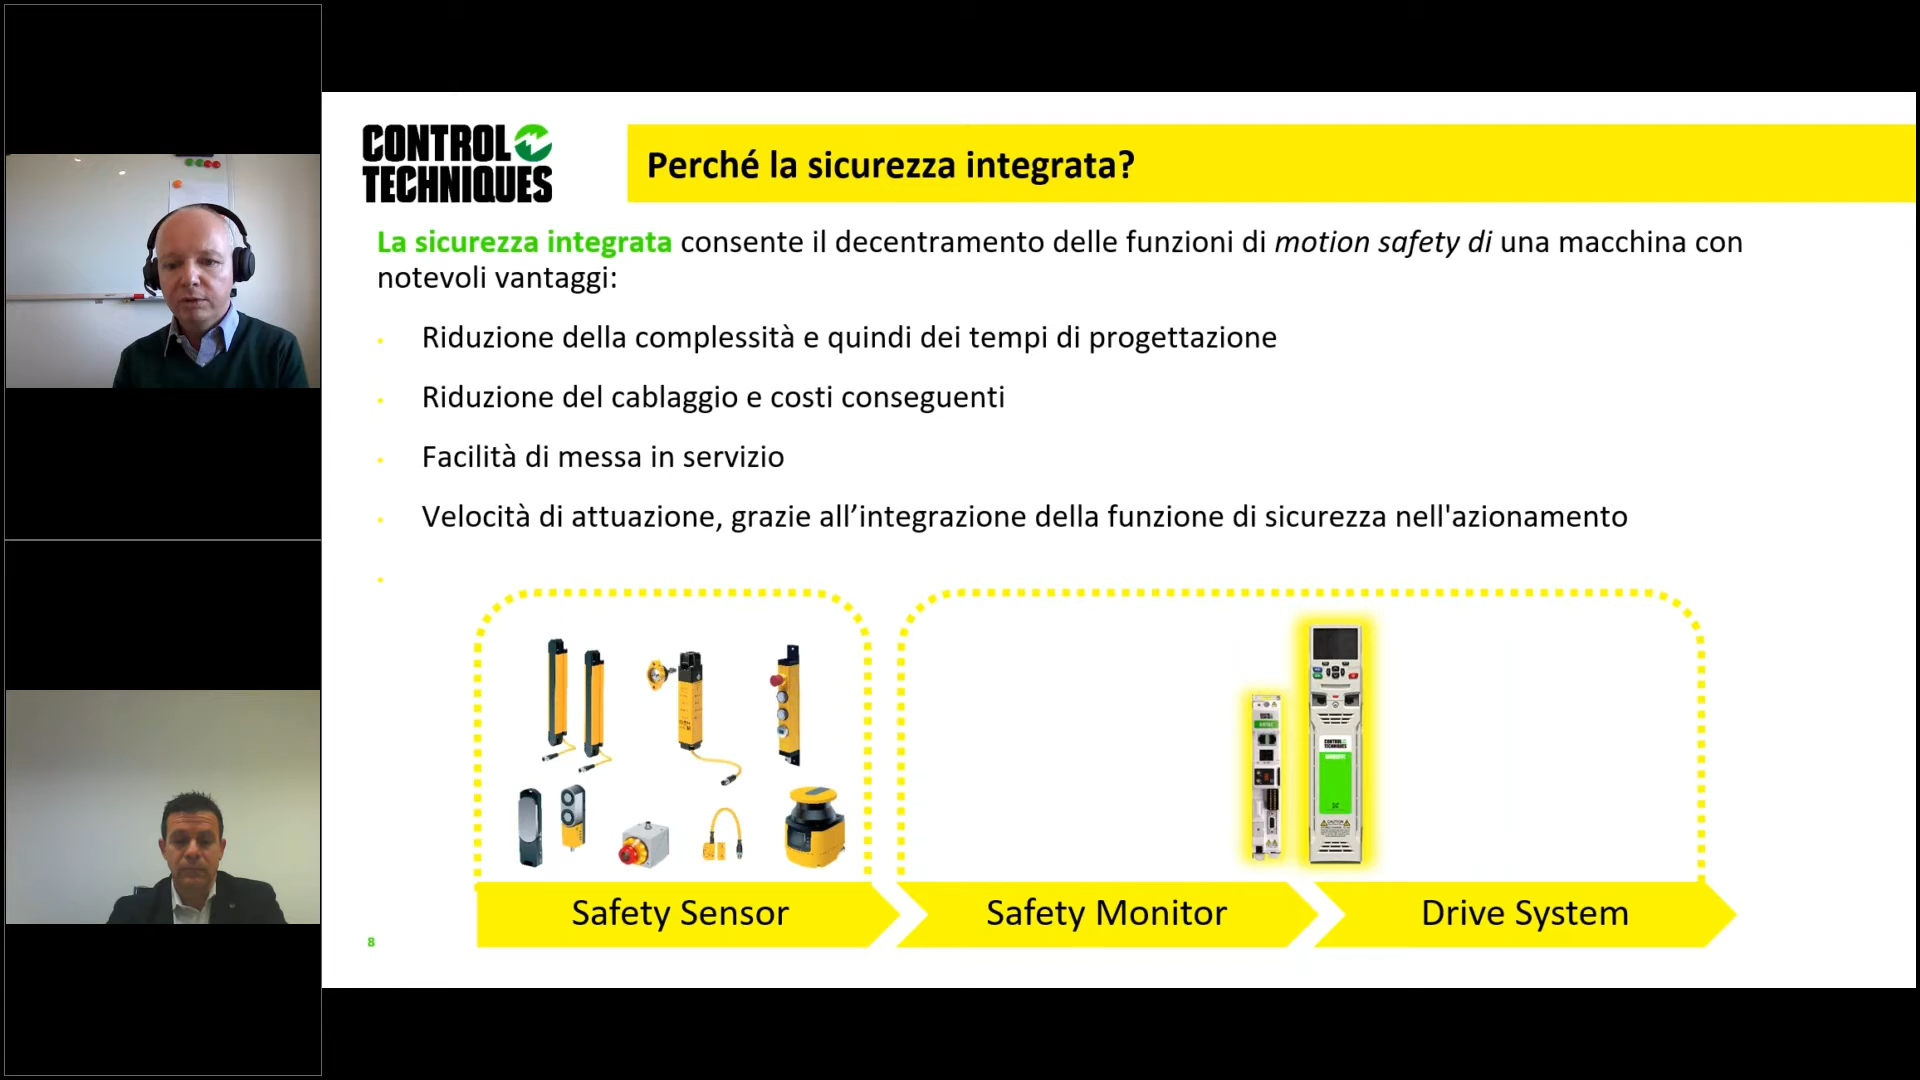 CONTROL
TECHNIQUES
Perché la sicurezza integrata?
La sicurezza integrata consente il decentramento delle funzioni di motion safety di una macchina con
notevoli vantaggi:
• Riduzione della complessità e quindi dei tempi di progettazione
• Riduzione del cablaggio e costi conseguenti
• Facilità di messa in servizio
• Velocità di attuazione, grazie all’integrazione della funzione di sicurezza nell'azionamento
•
CONTROL
TECHNIQUES
CAUTION
Safety Sensor
Safety Monitor
Drive System
8